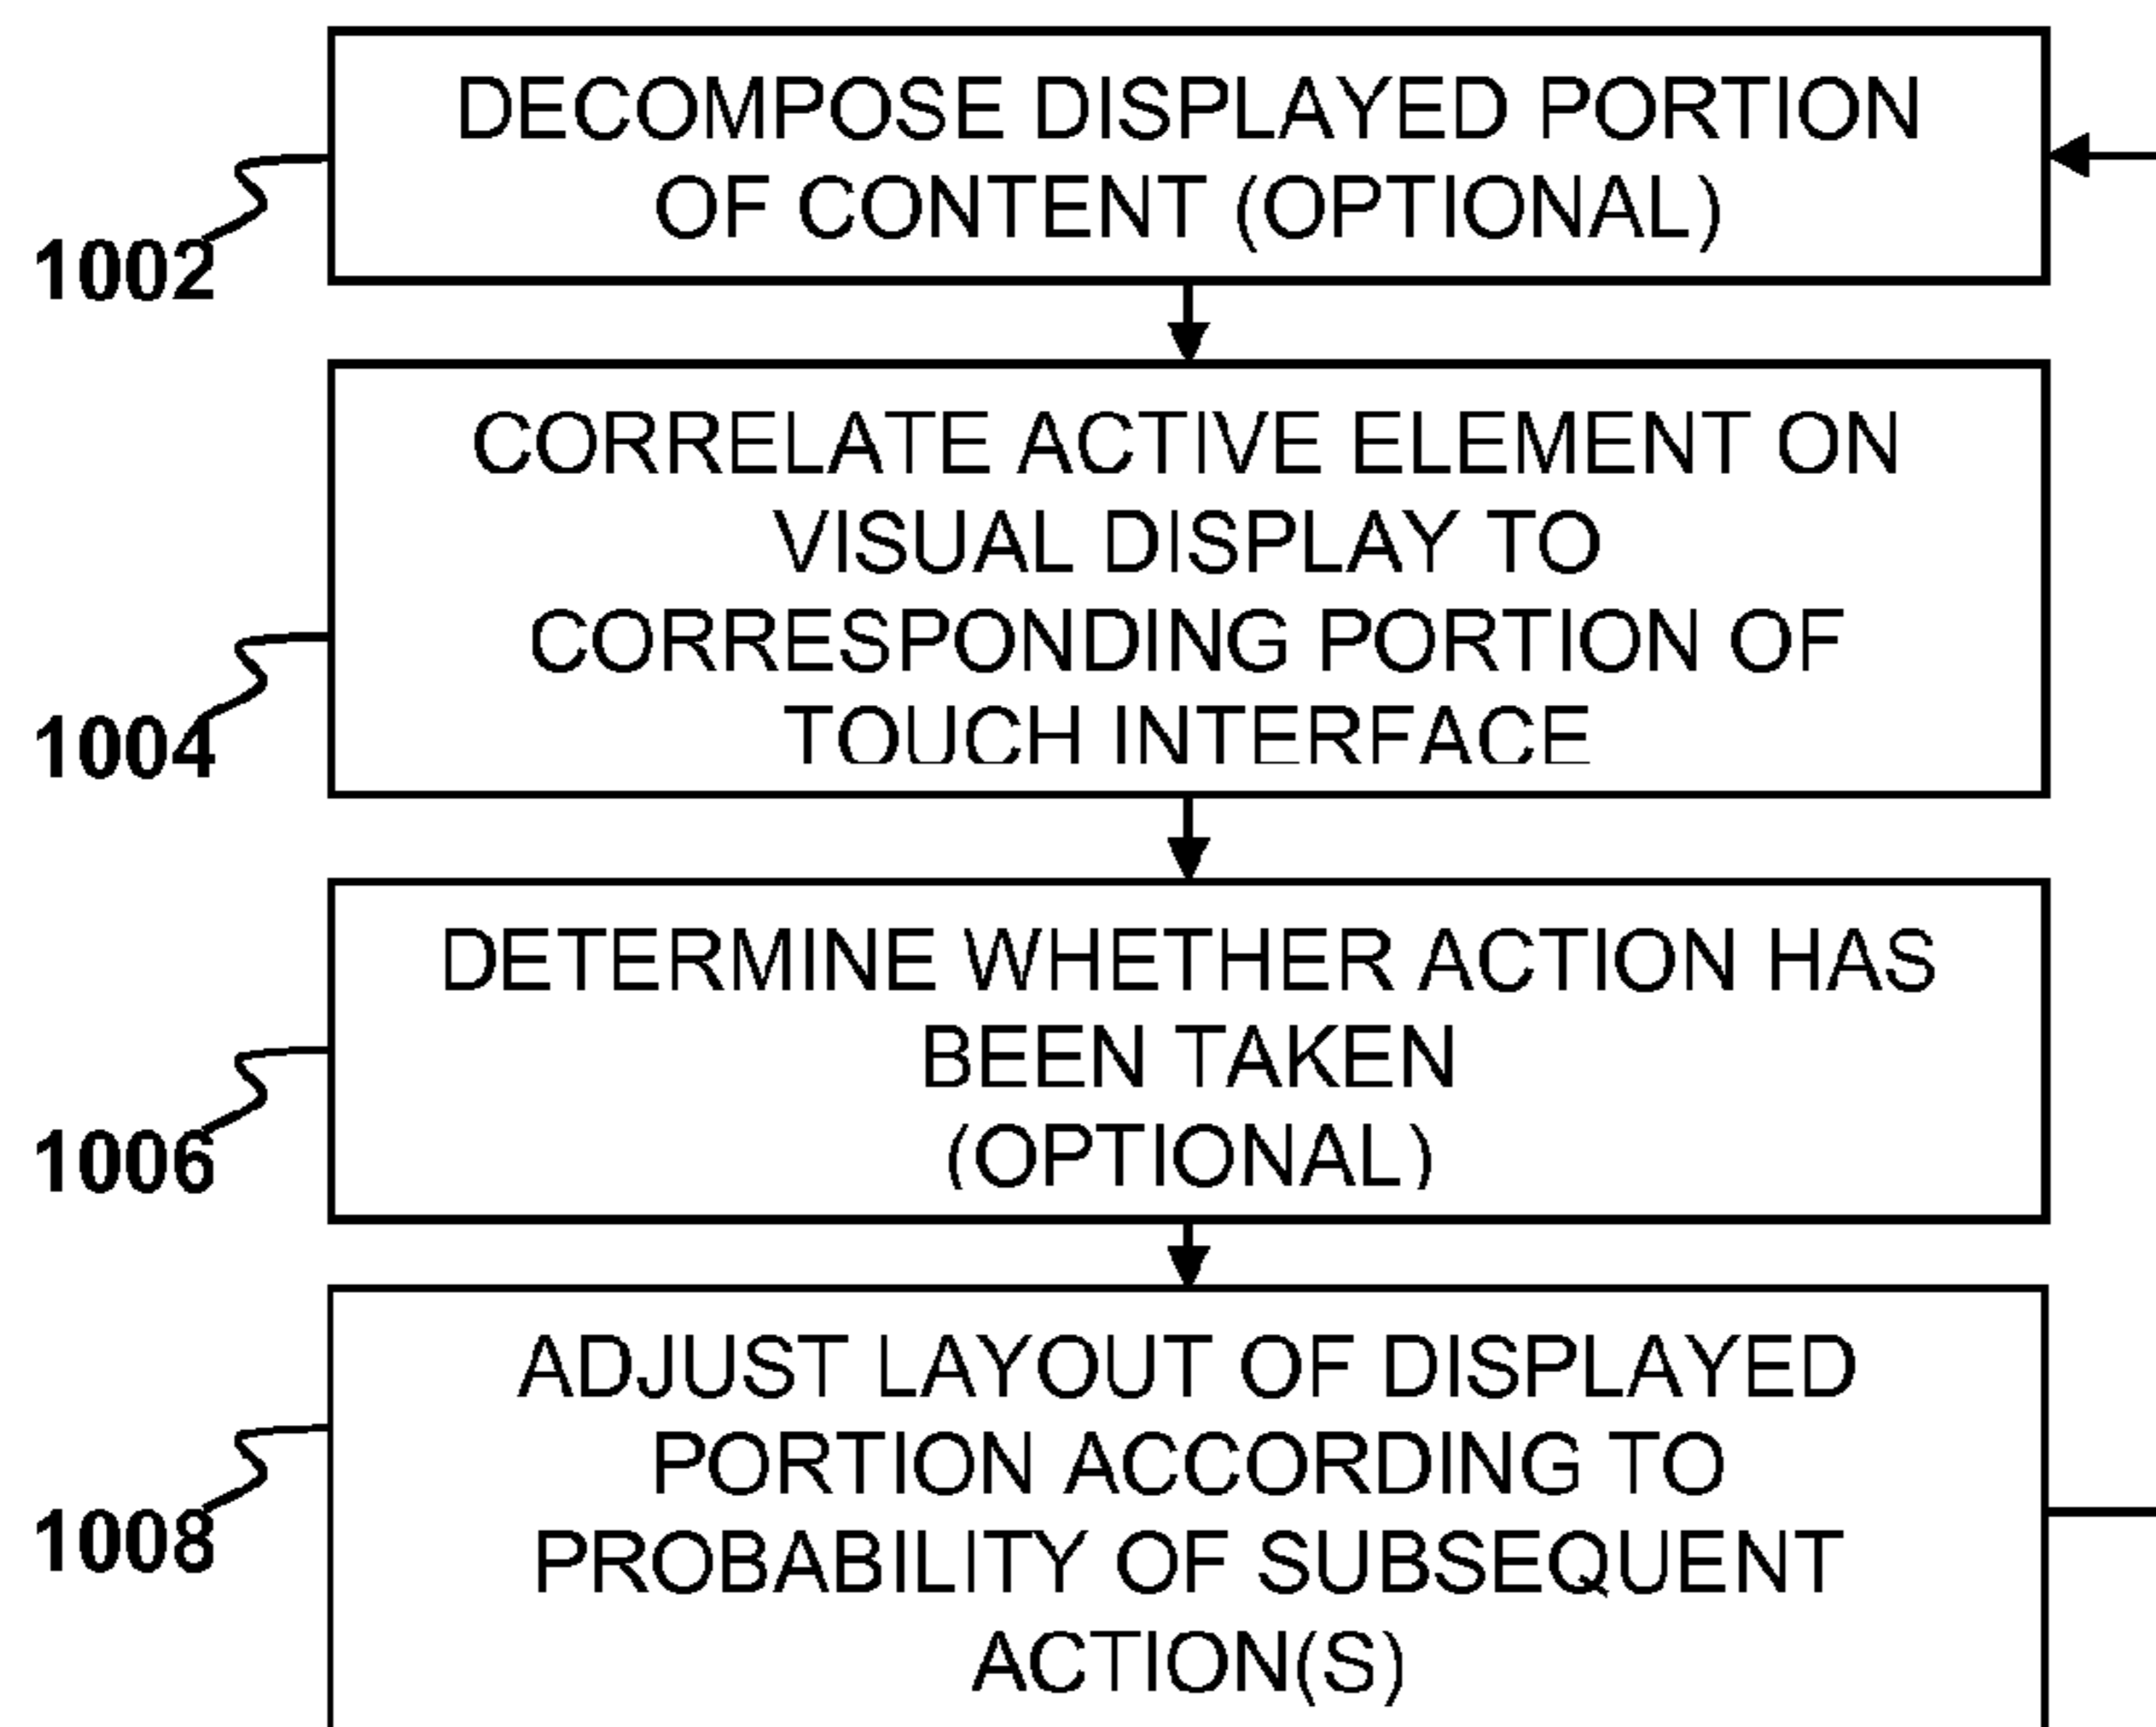 DECOMPOSE DISPLAYED PORTION
OF CONTENT (OPTIONAL)
1002
CORRELATE ACTIVE ELEMENT ON
VISUAL DISPLAY TO
CORRESPONDING PORTION OF
TOUCH INTERFACE
1004
DETERMINE WHETHER ACTION HAS
BEEN TAKEN
(OPTIONAL)
1006
ADJUST LAYOUT OF DISPLAYED
PORTION ACCORDING TO
PROBABILITY OF SUBSEQUENT
ACTION(S)
1008